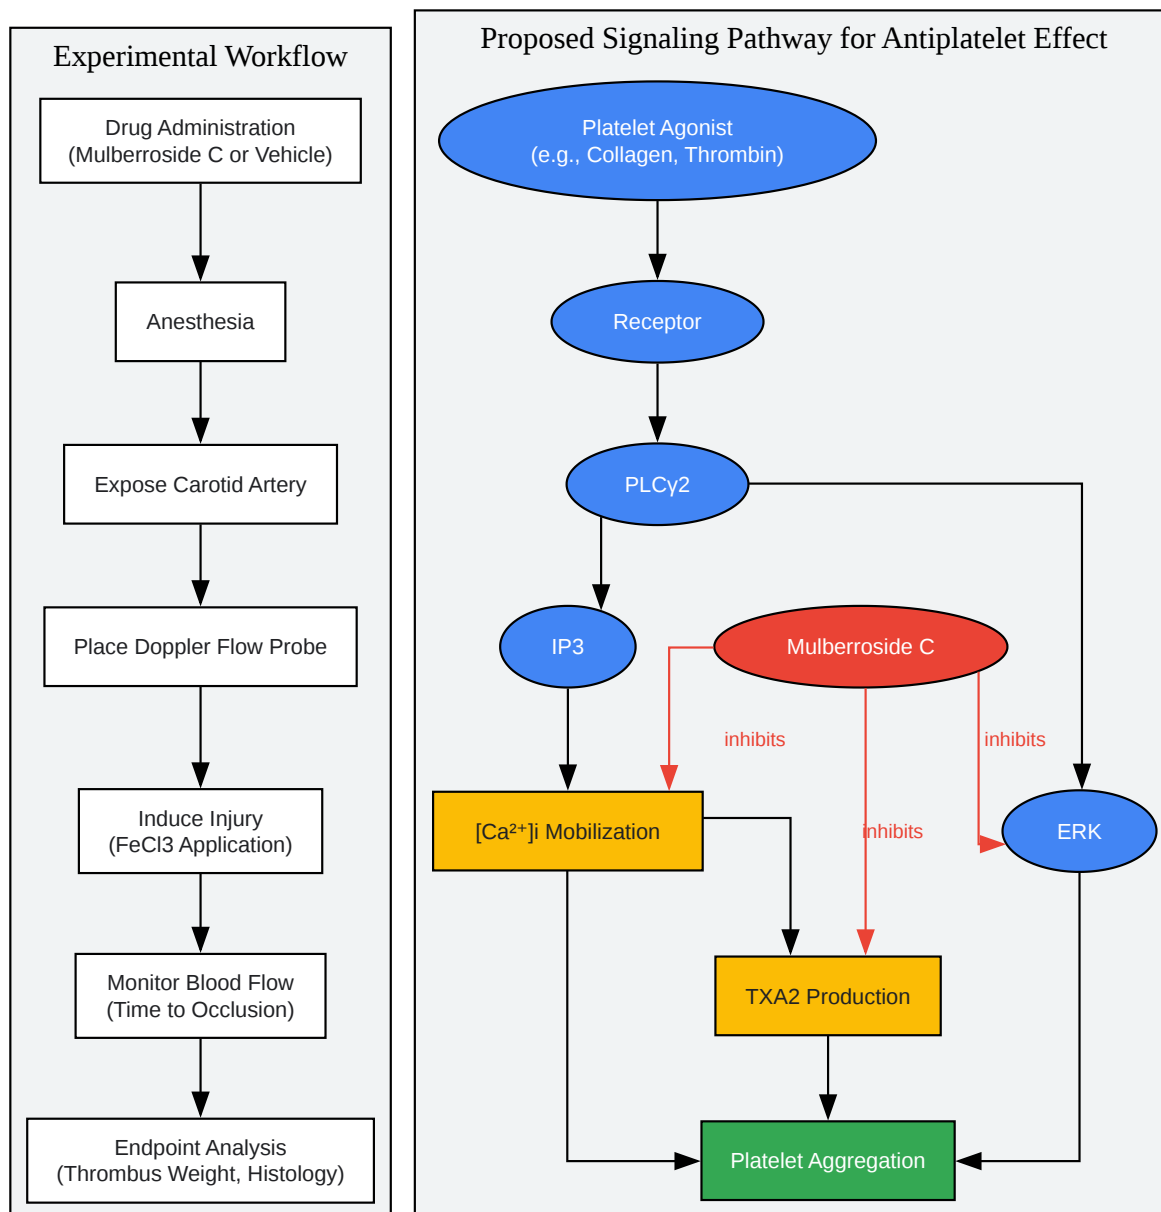 Experimental Workflow
Drug Administration
(Mulberroside C or Vehicle)
Anesthesia
Expose Carotid Artery
Place Doppler Flow Probe
Induce Injury
(FeCl3 Application)
Monitor Blood Flow
(Time to Occlusion)
Endpoint Analysis
(Thrombus Weight, Histology)
Proposed Signaling Pathway for Antiplatelet Effect
Platelet Agonist
(e.g., Collagen, Thrombin)
Receptor
PLCγ2
IP3
Mulberroside C
inhibits
inhibits
[Ca²⁺]i Mobilization
inhibits
ERK
TXA2 Production
Platelet Aggregation